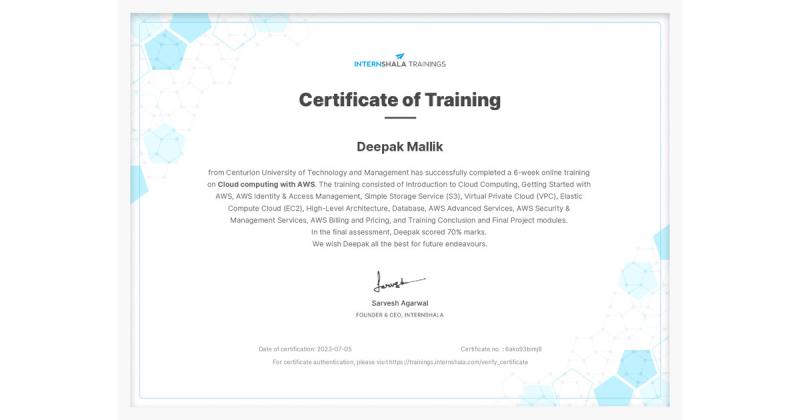 INTERNSHALA TRAININGS
Certificate of Training
Deepak Mallik
from Centurion University of Technology and Management has successfully completed a 6-week online training
on Cloud computing with AWS. The training consisted of Introduction to Cloud Computing, Getting Started with
AWS, AWS Identity & Access Management, Simple Storage Service (S3), Virtual Private Cloud (VPC), Elastic
Compute Cloud (EC2), High-Level Architecture, Database, AWS Advanced Services, AWS Security &
Management Services, AWS Billing and Pricing, and Training Conclusion and Final Project modules.
In the final assessment, Deepak scored 70% marks.
We wish Deepak all the best for future endeavours.
Sarvesh
Sarvesh Agarwal
FOUNDER & CEO, INTERNSHALA
Date of certification: 2023-07-05 Certificate no. : 6ako93bimj8
For certificate authentication, please visit https://trainings.internshala.com/verify_certificate